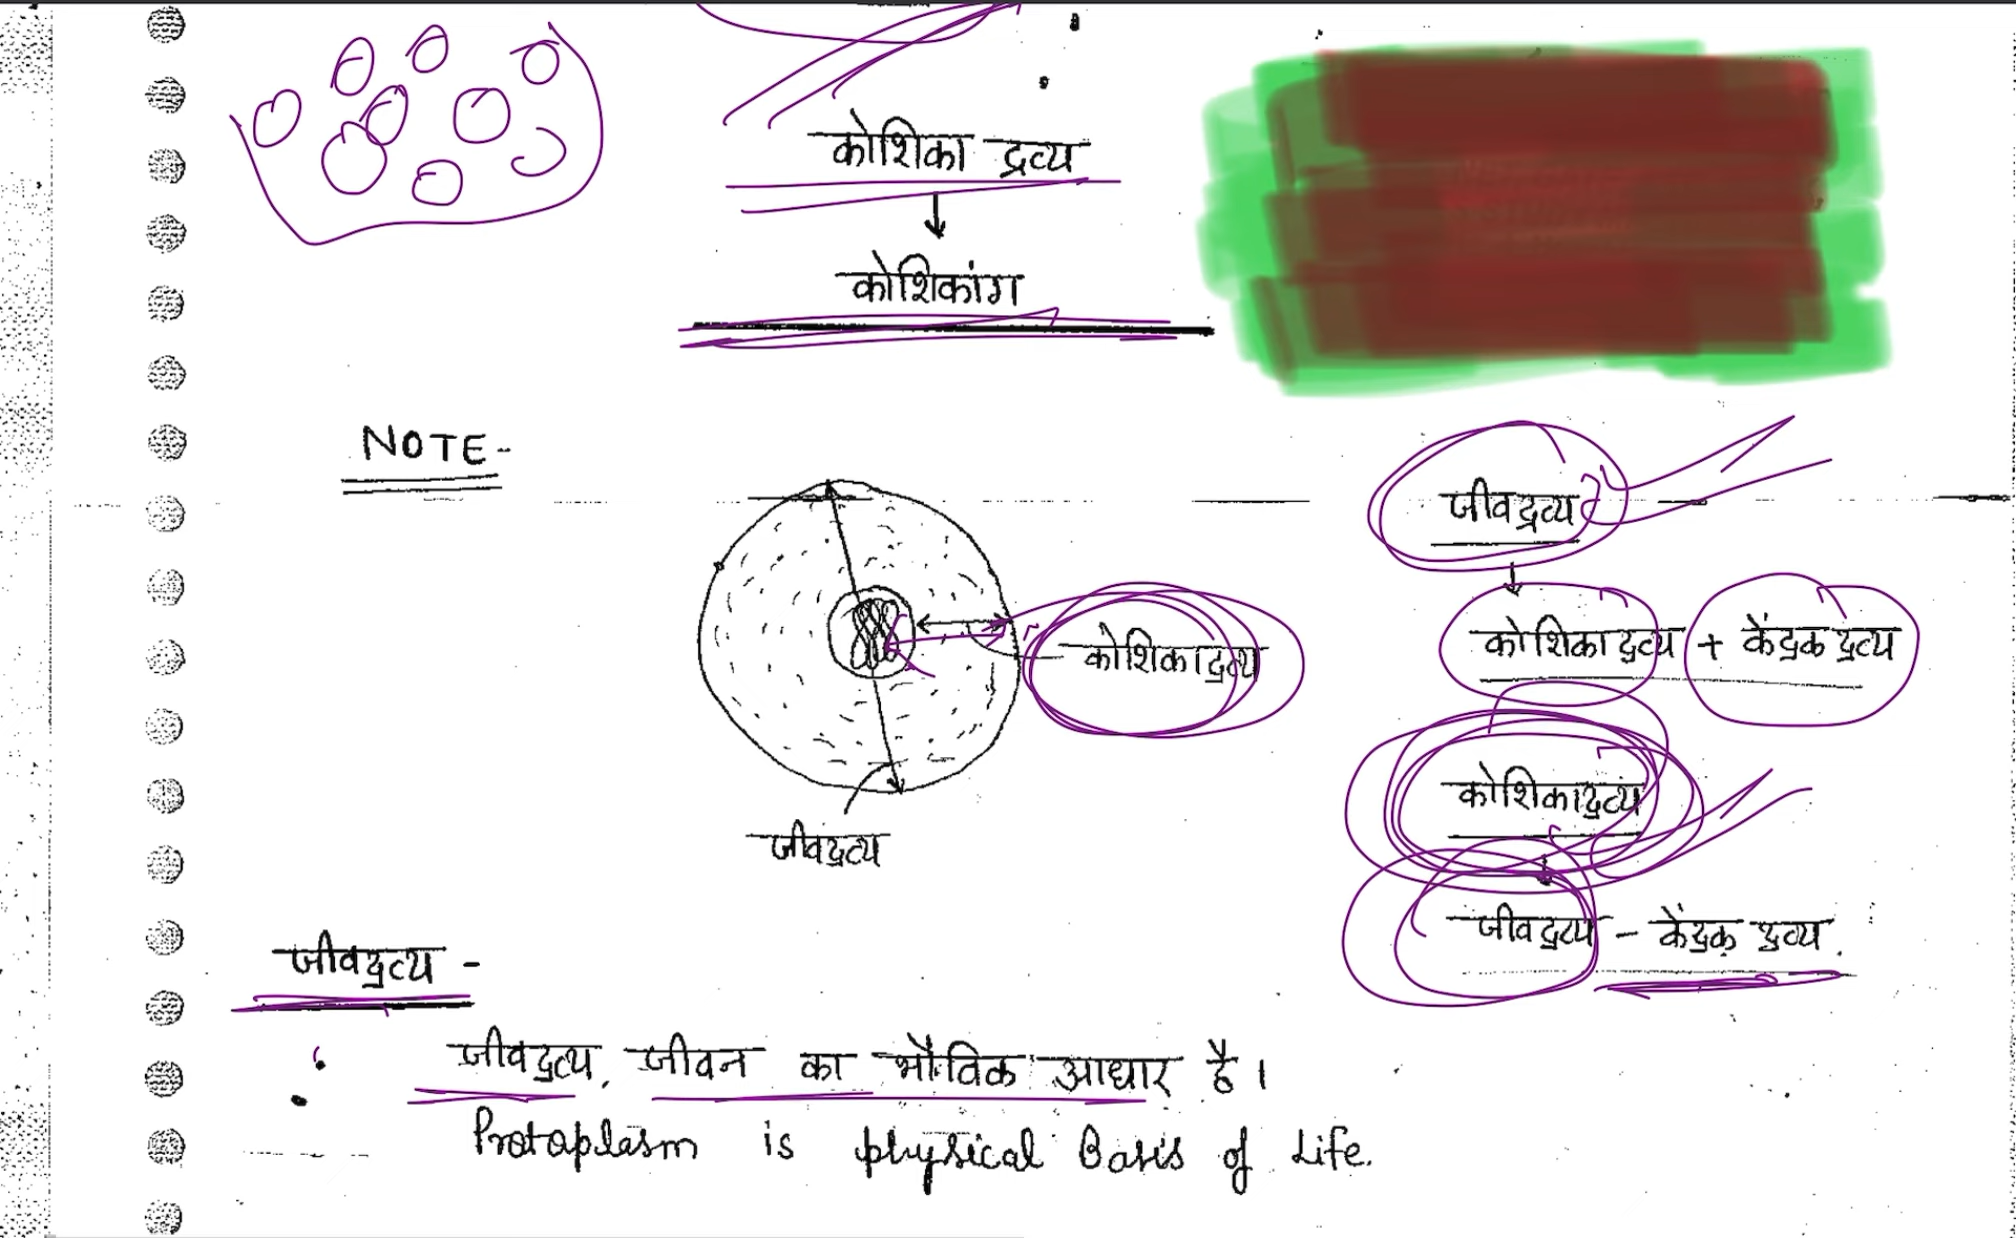 कोशिका द्रव्य
↓
कोशिकांग
NOTE-
जीवद्रव्य
↓
कोशिकाद्रव्य + केंद्रक द्रव्य
कोशिकाद्रव्य
कोशिकाद्रव्य
↓
जीवद्रव्य - केंद्रक द्रव्य.
जीवद्रव्य
जीवद्रव्य -
जीवद्रव्य, जीवन का भौतिक आधार है।
Protoplasm is physical Basis of Life.